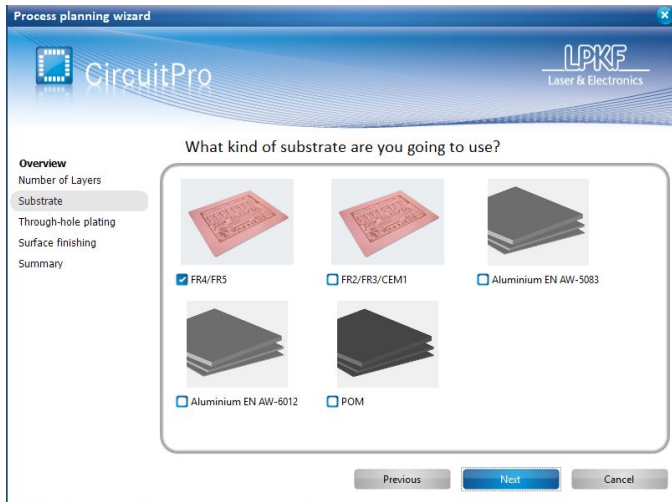 Process planning wizard
CircuitPro
LPKF
Laser & Electronics
What kind of substrate are you going to use?
Overview
Number of Layers
Substrate
Through-hole plating
Surface finishing
Summary
FR4/FR5
FR2/FR3/CEM1
Aluminium EN AW-5083
Aluminium EN AW-6012
POM
Previous
Next
Cancel